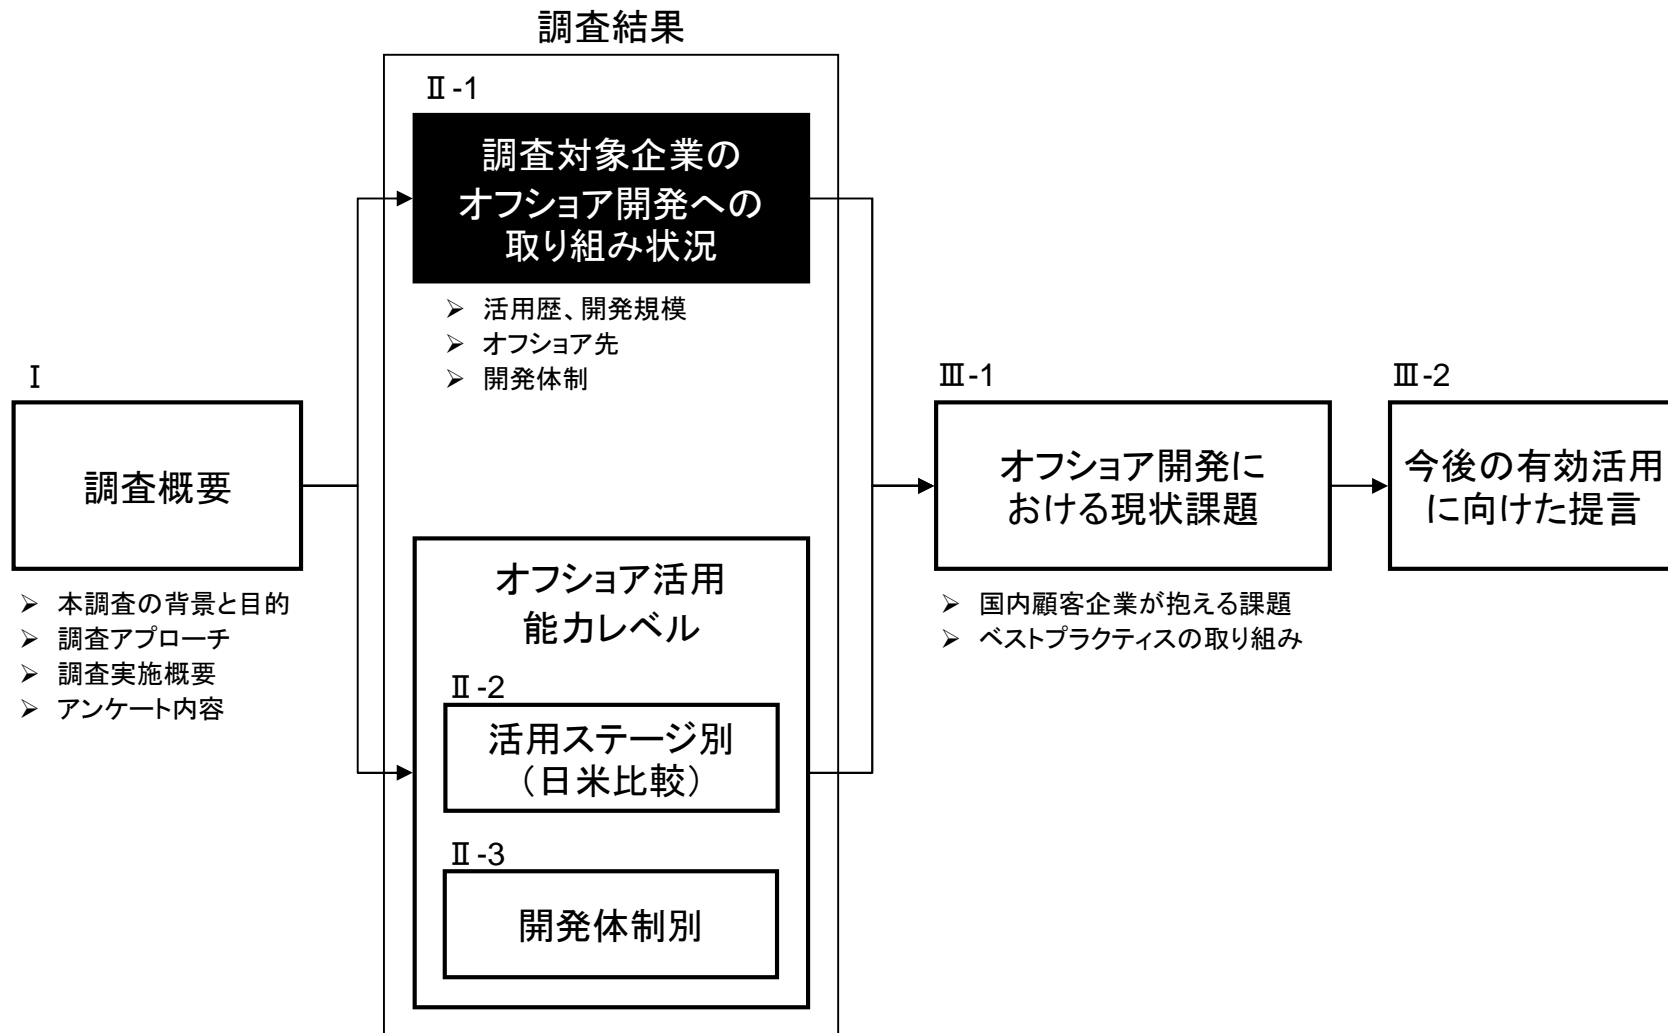 調査結果
Ⅰ
調査概要
➢ 本調査の背景と目的
➢ 調査アプローチ
➢ 調査実施概要
➢ アンケート内容
Ⅱ-1
調査対象企業の
オフショア開発への
取り組み状況
➢ 活用歴、開発規模
➢ オフショア先
➢ 開発体制
オフショア活用
能力レベル
Ⅱ-2
活用ステージ別
（日米比較）
Ⅱ-3
開発体制別
Ⅲ-1
オフショア開発に
おける現状課題
➢ 国内顧客企業が抱える課題
➢ ベストプラクティスの取り組み
Ⅲ-2
今後の有効活用
に向けた提言